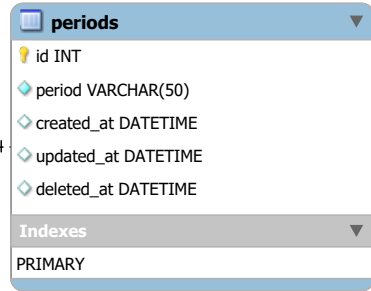 periods
id INT
period VARCHAR(50)
created_at DATETIME
updated_at DATETIME
deleted_at DATETIME
Indexes
PRIMARY